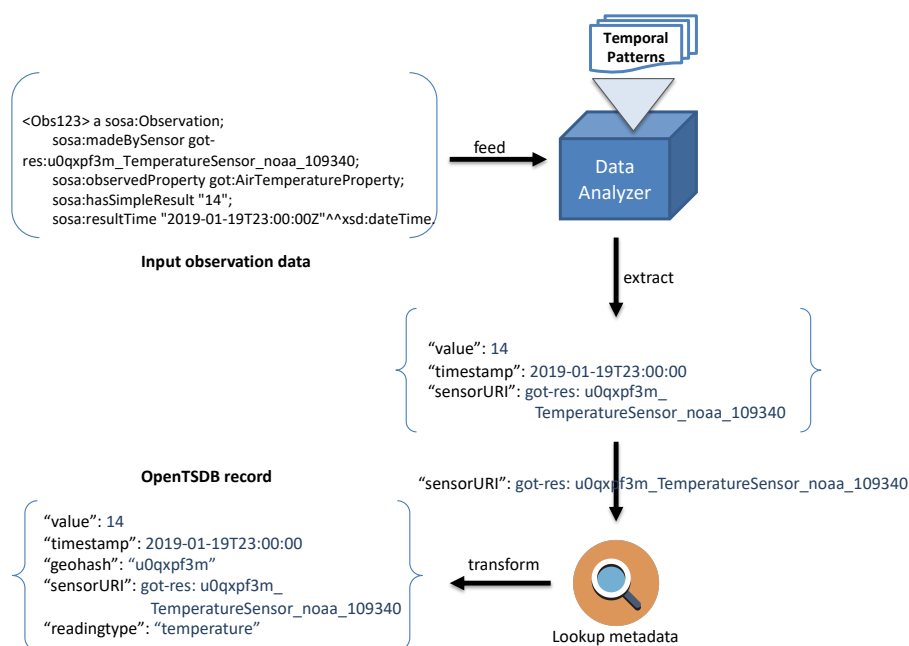 Temporal
Patterns
<Obs123> a sosa:Observation;
sosa:madeBySensor got-
res:u0qxpf3m_TemperatureSensor_noaa_109340;
sosa:observedProperty got:AirTemperatureProperty;
sosa:hasSimpleResult "14";
sosa:resultTime "2019-01-19T23:00:00Z"^^xsd:dateTime.
feed
Data
Analyzer
Input observation data
extract
“value”: 14
“timestamp”: 2019-01-19T23:00:00
“sensorURI”: got-res: u0qxpf3m_
TemperatureSensor_noaa_109340
“sensorURI”: got-res: u0qxpf3m_TemperatureSensor_noaa_109340
OpenTSDB record
“value”: 14
“timestamp”: 2019-01-19T23:00:00
“geohash”: “u0qxpf3m”
“sensorURI”: got-res: u0qxpf3m_
TemperatureSensor_noaa_109340
“readingtype”: “temperature”
transform
Lookup metadata